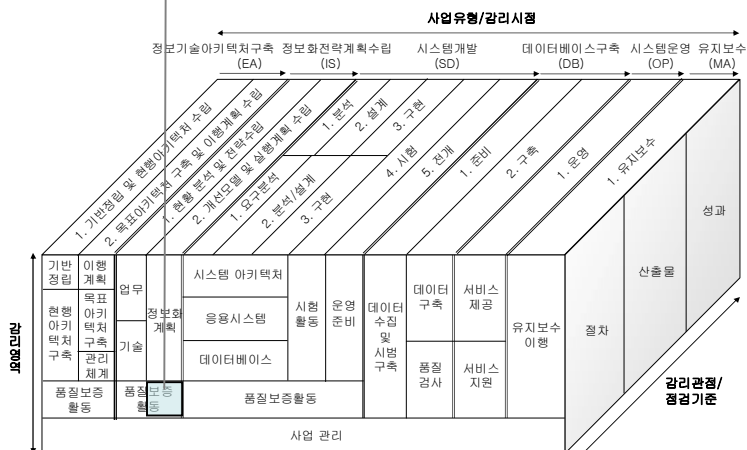 사업유형/감리시점
정보기술아키텍처구축
(EA)
정보화전략계획수립
(IS)
시스템개발
(SD)
데이터베이스구축
(DB)
시스템운영
(OP)
유지보수
(MA)
1. 기반정립 및 현행아키텍처 수립
2. 목표아키텍처 구축 및 이행계획 수립
1. 현황 분석 및 전략수립
2. 개선모델 및 실행계획 수립
1. 분석
2. 설계
3. 구현
1. 요구분석
2. 분석/설계
3. 구현
4. 시험
5. 전개
1. 준비
2. 구축
1. 운영
1. 유지보수
감리영역
기반
정립
이행
계획
현행
아키
텍처
구축
목표
아키
텍처
구축
관리
체계
업무
기술
정보화
계획
시스템 아키텍처
응용시스템
데이터베이스
시험
활동
운영
준비
데이터
수집
및
시범
구축
데이터
구축
품질
검사
서비스
제공
서비스
지원
유지보수
이행
품질보증
활동
품질보증
활동
품질보증활동
사업 관리
절차
산출물
성과
감리관점/
점검기준